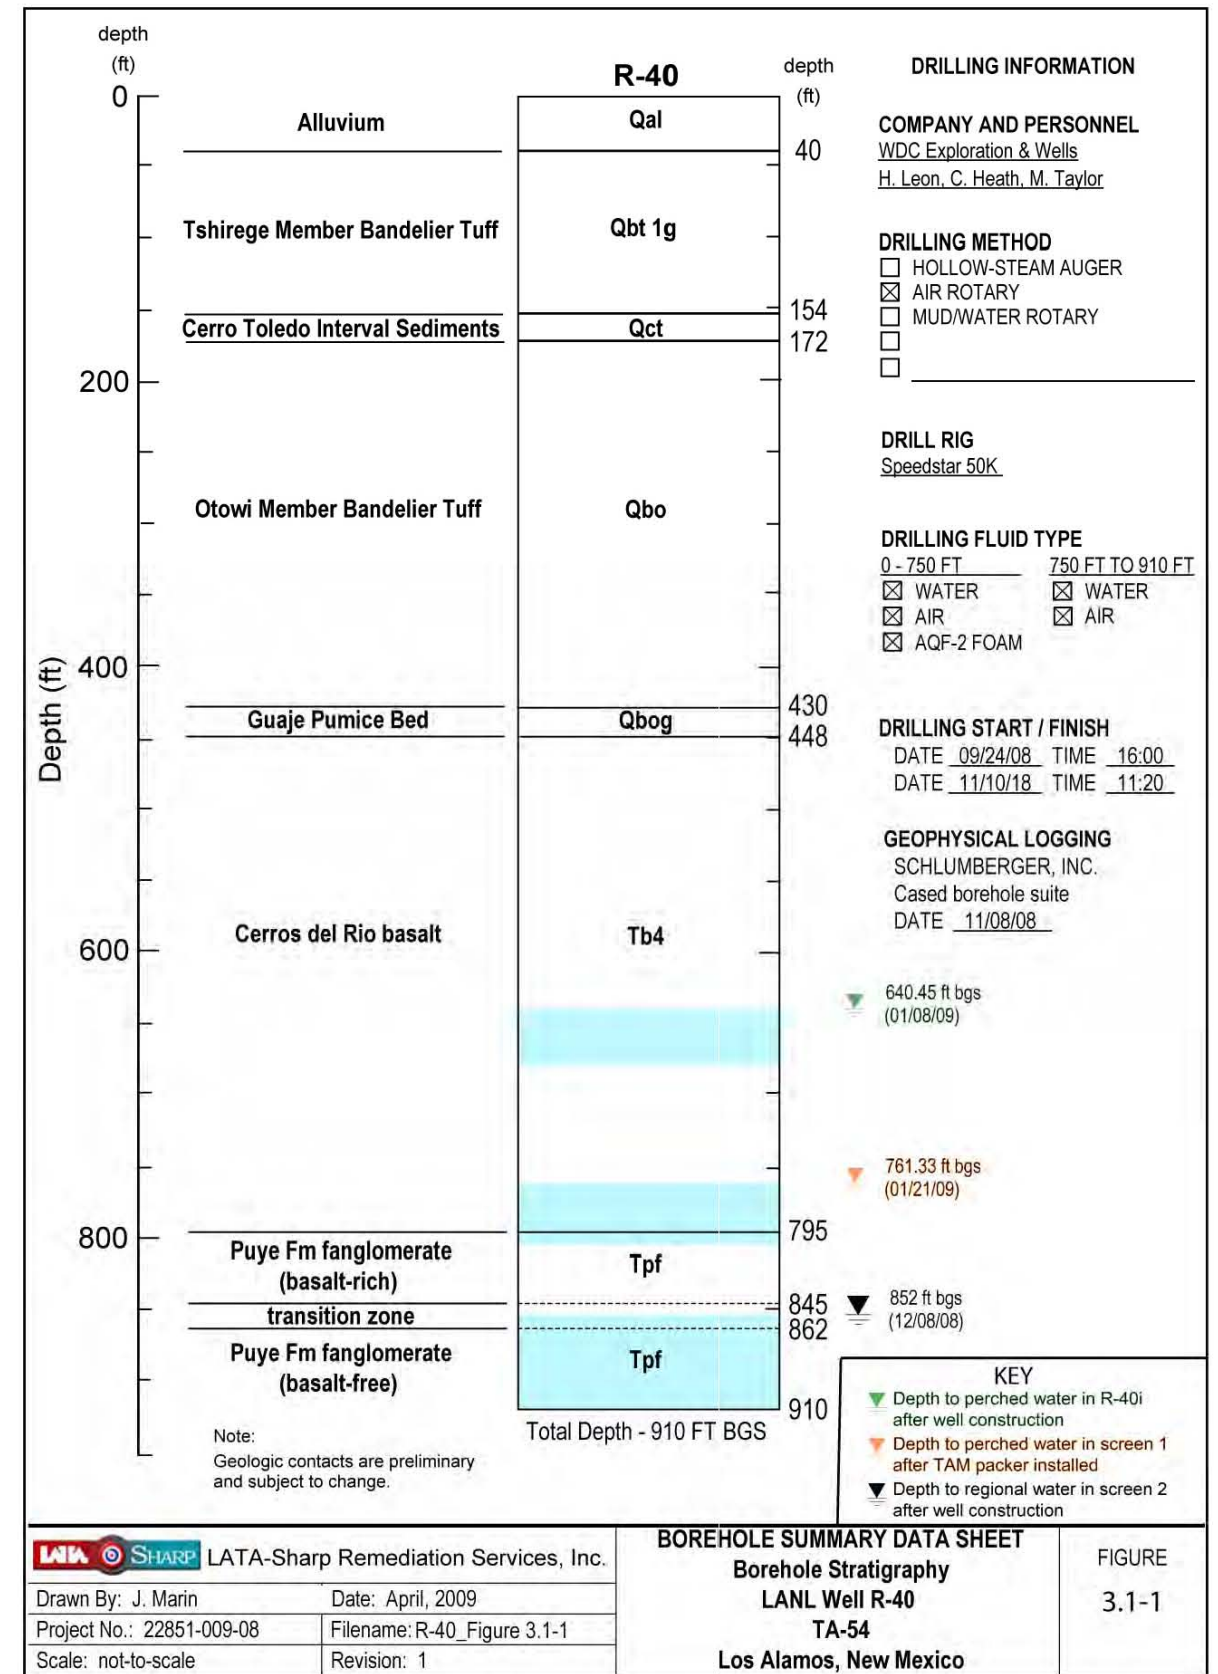 depth
(ft)
R-40
depth
(ft)
0
Alluvium
Qal
40
Tshirege Member Bandelier Tuff
Qbt 1g
154
Cerro Toledo Interval Sediments
Qct
172
200
Otowi Member Bandelier Tuff
Qbo
Depth (ft)
400
430
Guaje Pumice Bed
Qbog
448
Cerros del Rio basalt
Tb4
600
800
795
Puye Fm fanglomerate
(basalt-rich)
Tpf
845
transition zone
862
Puye Fm fanglomerate
(basalt-free)
Tpf
910
Total Depth - 910 FT BGS
Note:
Geologic contacts are preliminary
and subject to change.
DRILLING INFORMATION
COMPANY AND PERSONNEL
WDC Exploration & Wells
H. Leon, C. Heath, M. Taylor
DRILLING METHOD
HOLLOW-STEAM AUGER
AIR ROTARY
MUD/WATER ROTARY
DRILL RIG
Speedstar 50K
DRILLING FLUID TYPE
0 - 750 FT 750 FT TO 910 FT
WATER WATER
AIR AIR
AQF-2 FOAM
DRILLING START / FINISH
DATE 09/24/08 TIME 16:00
DATE 11/10/18 TIME 11:20
GEOPHYSICAL LOGGING
SCHLUMBERGER, INC.
Cased borehole suite
DATE 11/08/08
640.45 ft bgs
(01/08/09)
761.33 ft bgs
(01/21/09)
852 ft bgs
(12/08/08)
KEY
Depth to perched water in R-40i
after well construction
Depth to perched water in screen 1
after TAM packer installed
Depth to regional water in screen 2
after well construction
LATA SHARP LATA-Sharp Remediation Services, Inc.
Drawn By: J. Marin Date: April, 2009
Project No.: 22851-009-08 Filename: R-40_Figure 3.1-1
Scale: not-to-scale Revision: 1
BOREHOLE SUMMARY DATA SHEET
Borehole Stratigraphy
LANL Well R-40
TA-54
Los Alamos, New Mexico
FIGURE
3.1-1